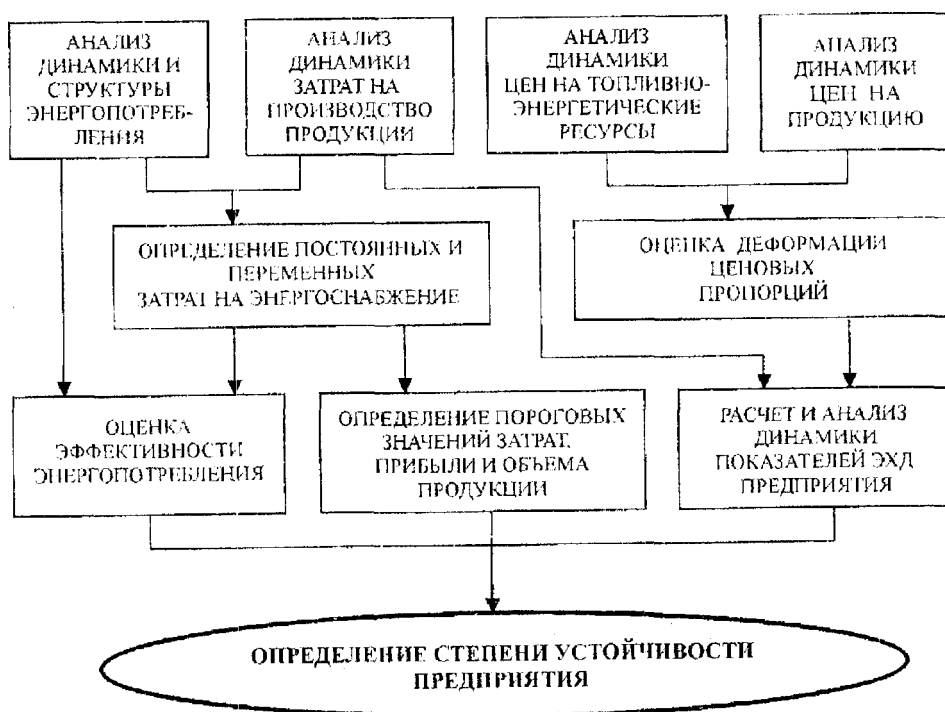 АНАЛИЗ
ДИНАМИКИ И
СТРУКТУРЫ
ЭНЕРГОПОТРЕБ-
ЛЕНИЯ
АНАЛИЗ
ДИНАМИКИ
ЗАТРАТ НА
ПРОИЗВОДСТВО
ПРОДУКЦИИ
АНАЛИЗ
ДИНАМИКИ
ЦЕН НА ТОПЛИВНО-
ЭНЕРГЕТИЧЕСКИЕ
РЕСУРСЫ
АНАЛИЗ
ДИНАМИКИ
ЦЕН НА
ПРОДУКЦИЮ
ОПРЕДЕЛЕНИЕ ПОСТОЯННЫХ И
ПЕРЕМЕННЫХ
ЗАТРАТ НА ЭНЕРГОСНАБЖЕНИЕ
ОЦЕНКА ДЕФОРМАЦИИ
ЦЕНОВЫХ
ПРОПОРЦИЙ
ОЦЕНКА
ЭФФЕКТИВНОСТИ
ЭНЕРГОПОТРЕБЛЕНИЯ
ОПРЕДЕЛЕНИЕ ПОРОГОВЫХ
ЗНАЧЕНИЙ ЗАТРАТ,
ПРИБЫЛИ И ОБЪЕМА
ПРОДУКЦИИ
РАСЧЕТ И АНАЛИЗ
ДИНАМИКИ
ПОКАЗАТЕЛЕЙ ЭХД
ПРЕДПРИЯТИЯ
ОПРЕДЕЛЕНИЕ СТЕПЕНИ УСТОЙЧИВОСТИ
ПРЕДПРИЯТИЯ